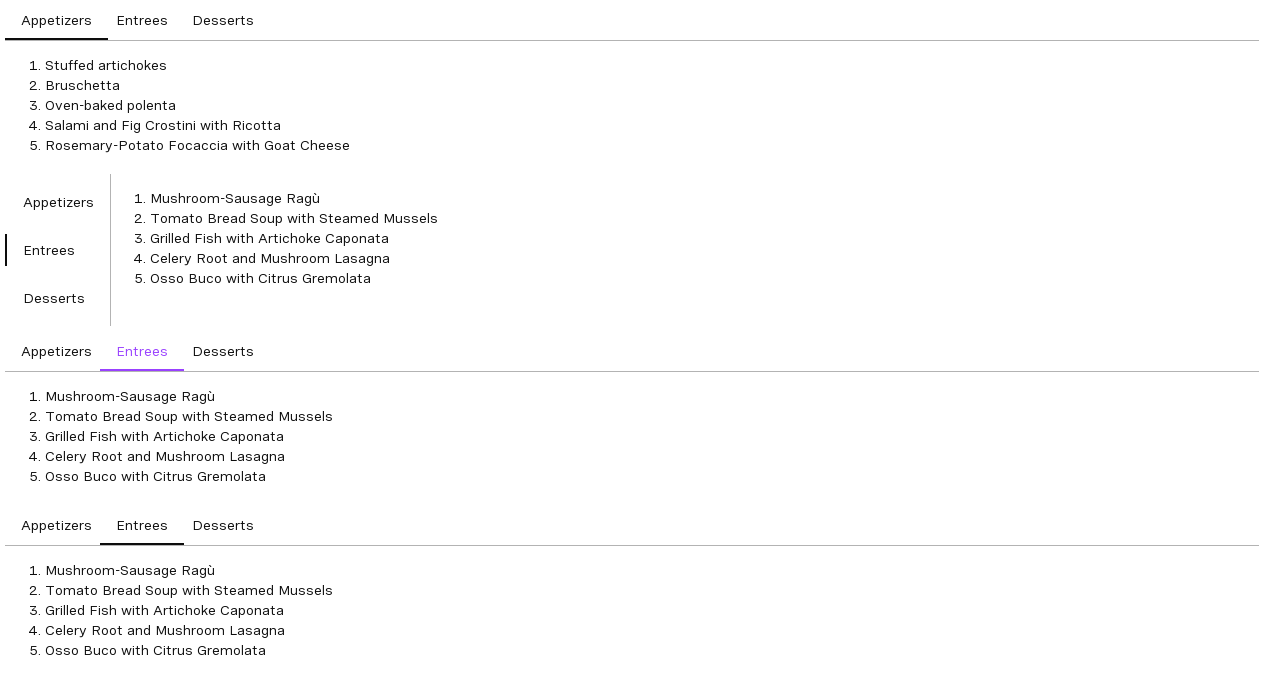 Appetizers Entrees Desserts
1. Stuffed artichokes
2. Bruschetta
3. Oven-baked polenta
4. Salami and Fig Crostini with Ricotta
5. Rosemary-Potato Focaccia with Goat Cheese
Appetizers
Entrees
Desserts
1. Mushroom-Sausage Ragù
2. Tomato Bread Soup with Steamed Mussels
3. Grilled Fish with Artichoke Caponata
4. Celery Root and Mushroom Lasagna
5. Osso Buco with Citrus Gremolata
Appetizers Entrees Desserts
1. Mushroom-Sausage Ragù
2. Tomato Bread Soup with Steamed Mussels
3. Grilled Fish with Artichoke Caponata
4. Celery Root and Mushroom Lasagna
5. Osso Buco with Citrus Gremolata
Appetizers Entrees Desserts
1. Mushroom-Sausage Ragù
2. Tomato Bread Soup with Steamed Mussels
3. Grilled Fish with Artichoke Caponata
4. Celery Root and Mushroom Lasagna
5. Osso Buco with Citrus Gremolata